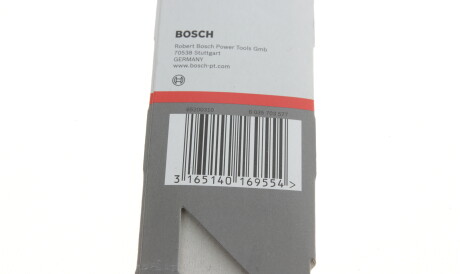 BOSCH
Robert Bosch Power Tools GmbH
70538 Stuttgart
GERMANY
www.bosch-pt.com
3 165140 169554 >